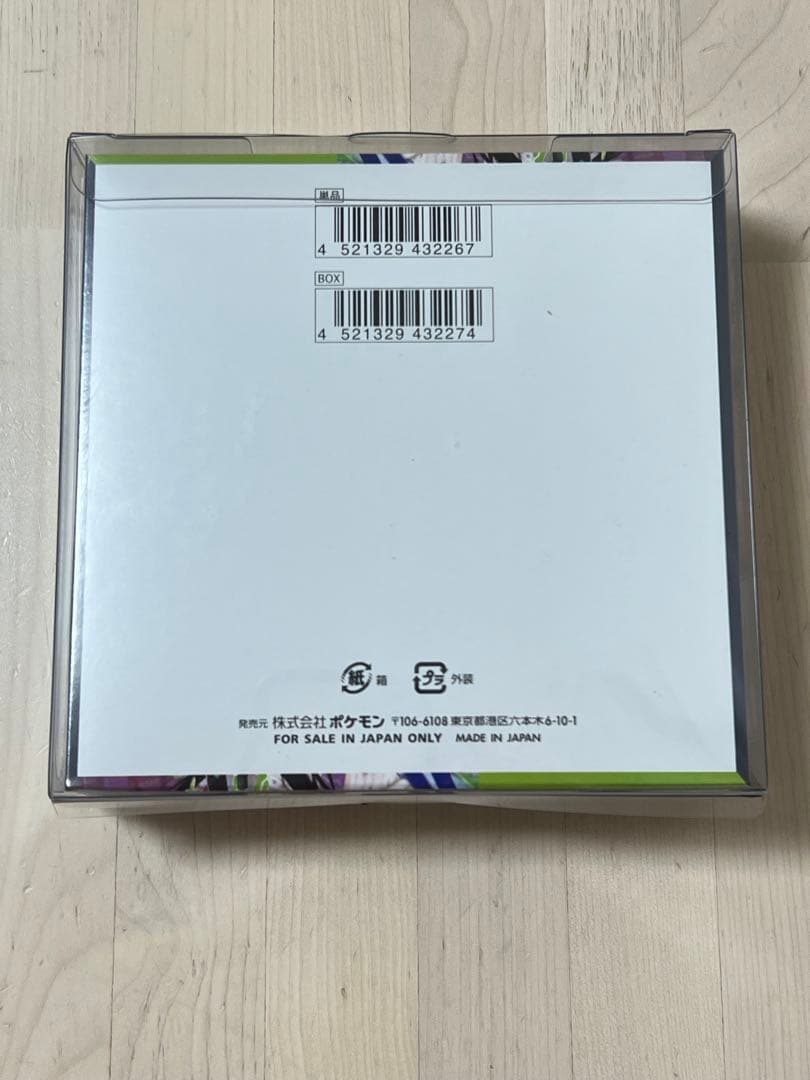 単品
4 521329 432267
BOX
4 521329 432274
紙 箱 プラ 外装
発売元 株式会社 ポケモン 〒106-6108 東京都港区六本木6-10-1
FOR SALE IN JAPAN ONLY MADE IN JAPAN